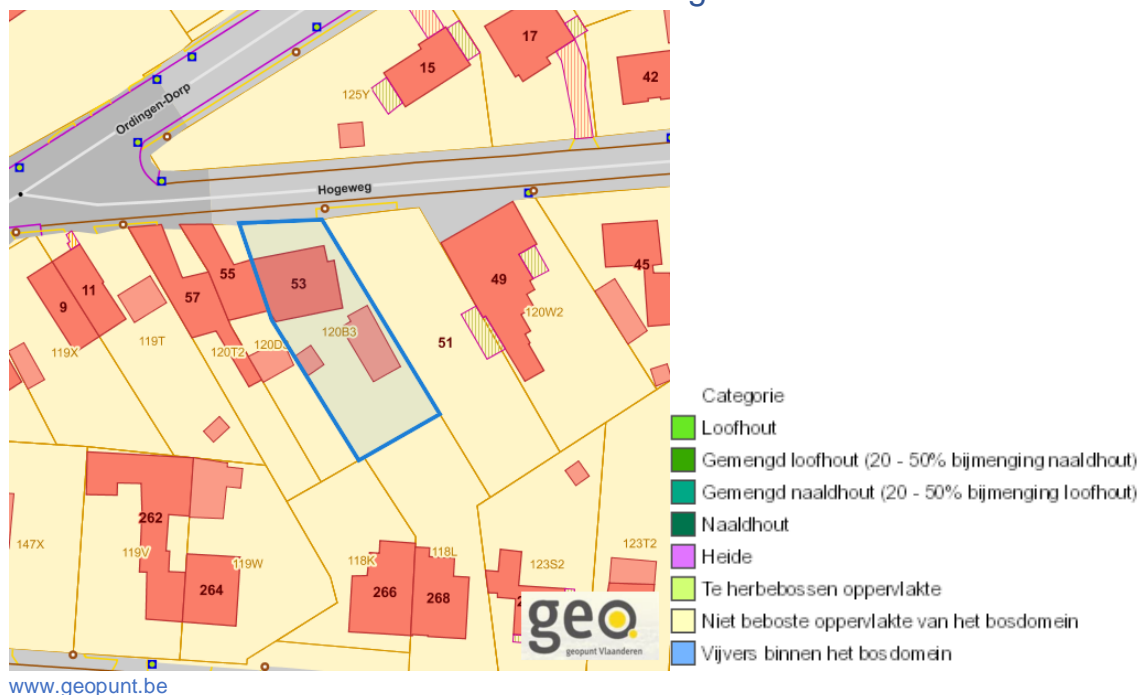 17
15
42
125Y
Ordingen-Dorp
Hogeweg
55
53
49
45
57
11
9
120B3
120W2
51
119X
119T
120T2
120D3
Categorie
Loofhout
Gemengd loofhout (20 - 50% bijmenging naaldhout)
Gemengd naaldhout (20 - 50% bijmenging loofhout)
Naaldhout
Heide
Te herbebossen oppervlakte
Niet beboste oppervlakte van het bosdomein
Vijvers binnen het bosdomein
262
147X
119V
119W
118K
118L
123S2
123T2
264
266
268
geo.
geopunt Vlaanderen
www.geopunt.be